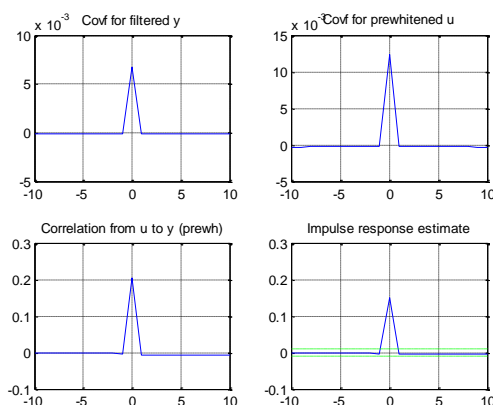 Covf for filtered y
Covf for prewhitened u
x 10^-3
10
5
0
-5
-10 -5 0 5 10
x 10^-3
15
10
5
0
-5
-10 -5 0 5 10
Correlation from u to y (prewh)
Impulse response estimate
0.3
0.2
0.1
0
-0.1
-10 -5 0 5 10
0.3
0.2
0.1
0
-0.1
-10 -5 0 5 10